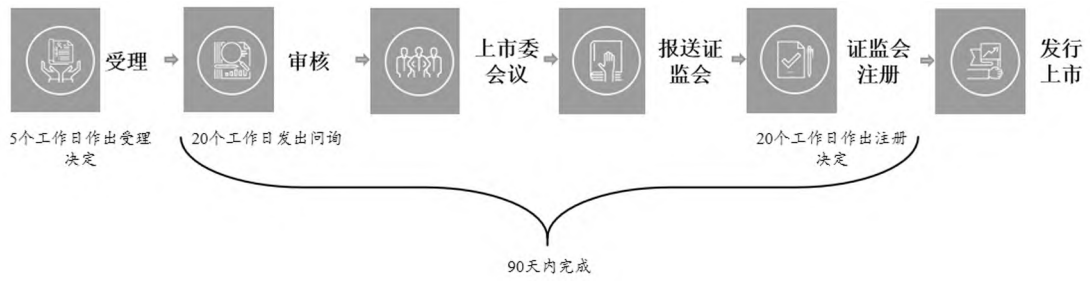 受理
审核
上市委
会议
报送证
监会
证监会
注册
发行
上市
5个工作日作出受理
决定
20个工作日发出问询
20个工作日作出注册
决定
90天内完成